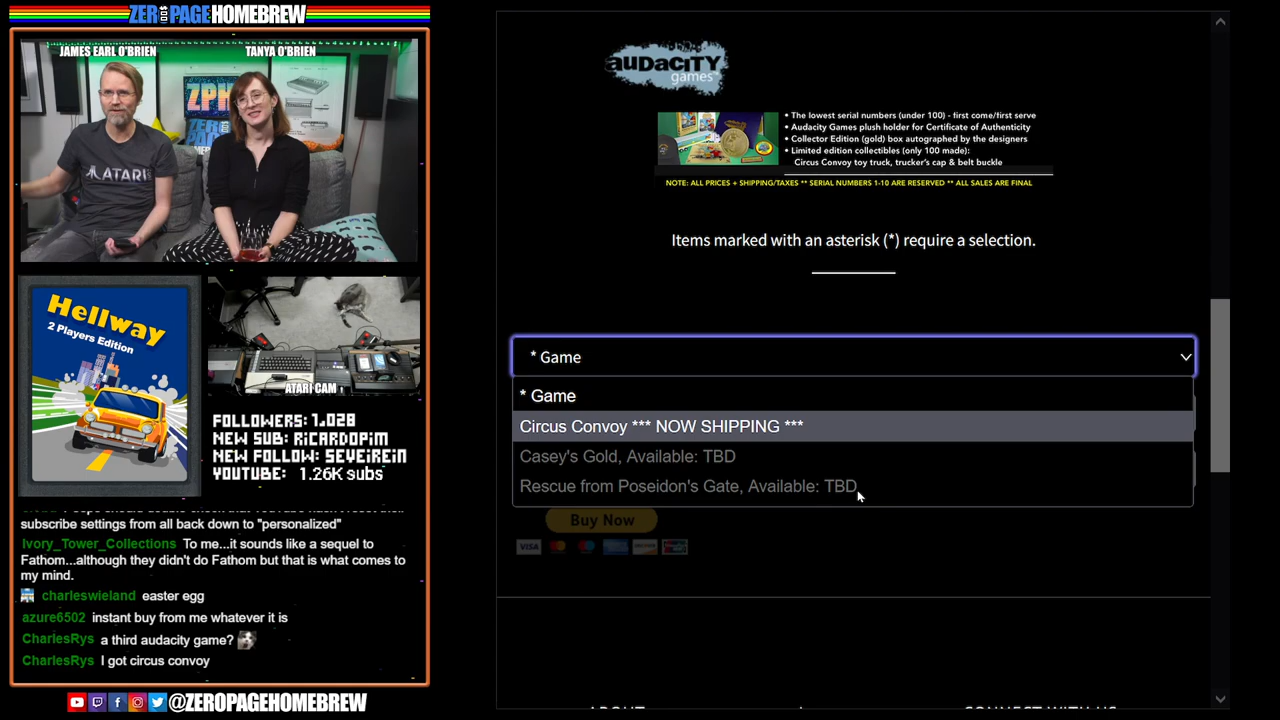 ZEROPAGE HOMEBREW
JAMES EARL O'BRIEN
TANYA O'BRIEN
ATARI
ZPH
Hellway
2 Players Edition
ATARI CAM
FOLLOWERS: 1,028
NEW SUB: RICARDOPIM
NEW FOLLOW: SEVEIREIN
YOUTUBE: 1.26K subs
subscribe settings from all back down to "personalized"
Ivory_Tower_Collections To me...it sounds like a sequel to
Fathom...although they didn't do Fathom but that is what comes to
my mind.
charleswieland easter egg
azure6502 instant buy from me whatever it is
CharlesRys a third audacity game?
CharlesRys I got circus convoy
@ZEROPAGEHOMEBREW
AUDACITY
games™
• The lowest serial numbers (under 100) - first come/first serve
• Audacity Games plush holder for Certificate of Authenticity
• Collector Edition (gold) box autographed by the designers
• Limited edition collectibles (only 100 made):
Circus Convoy toy truck, trucker's cap & belt buckle
NOTE: ALL PRICES + SHIPPING/TAXES ** SERIAL NUMBERS 1-10 ARE RESERVED ** ALL SALES ARE FINAL
Items marked with an asterisk (*) require a selection.
* Game
* Game
Circus Convoy *** NOW SHIPPING ***
Casey's Gold, Available: TBD
Rescue from Poseidon's Gate, Available: TBD
Buy Now
VISA
ABOUT
CONNECT WITH US